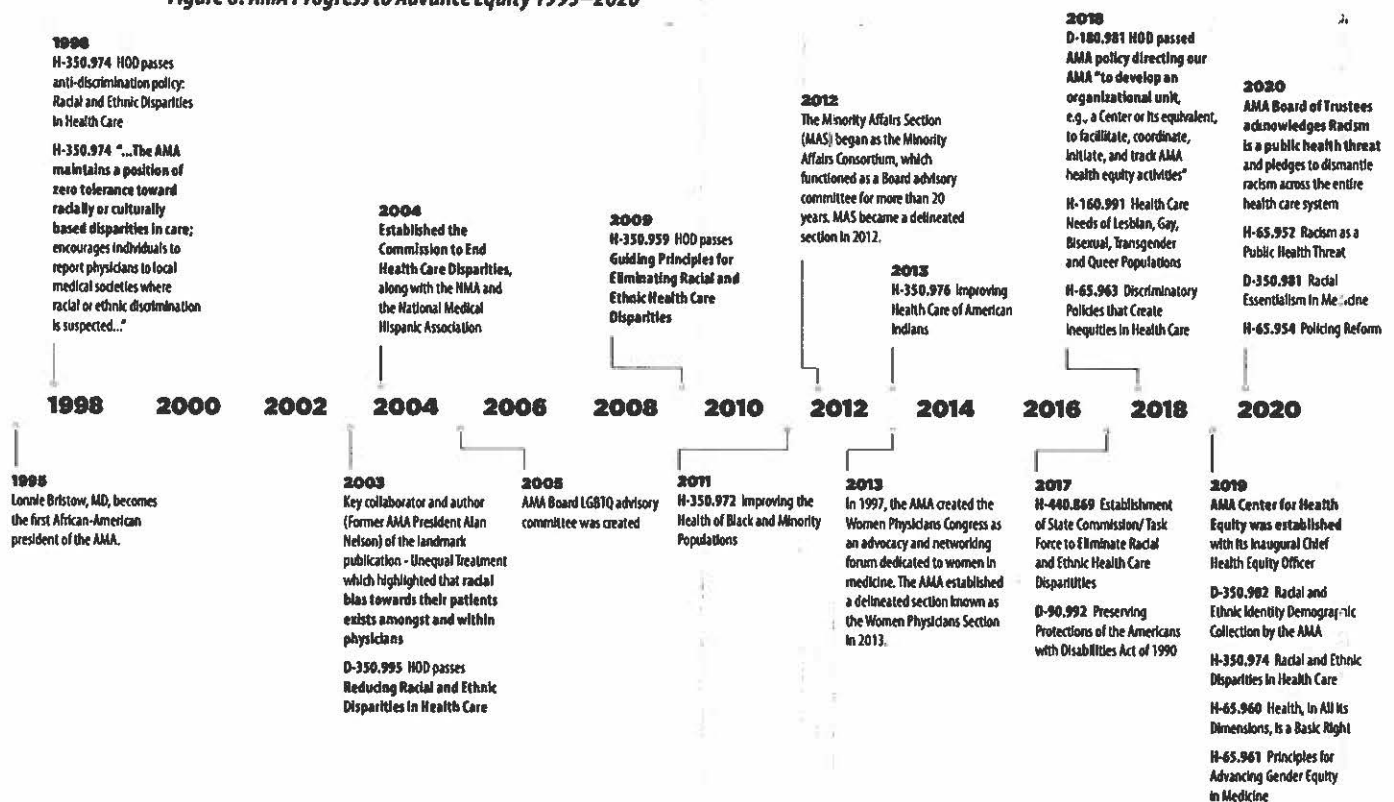 AMA Progress to Advance Equity 1995–2020
1998
H-350.974 HOD passes
anti-discrimination policy:
Racial and Ethnic Disparities
in Health Care
H-350.974 "...The AMA
maintains a position of
zero tolerance toward
racially or culturally
based disparities in care;
encourages individuals to
report physicians to local
medical societies where
racial or ethnic discrimination
is suspected..."
2004
Established the
Commission to End
Health Care Disparities,
along with the NMA and
the National Medical
Hispanic Association
2009
H-350.959 HOD passes
Guiding Principles for
Eliminating Racial and
Ethnic Health Care
Disparities
2012
The Minority Affairs Section
(MAS) began as the Minority
Affairs Consortium, which
functioned as a Board advisory
committee for more than 20
years. MAS became a delineated
section in 2012.
2013
H-350.976 Improving
Health Care of American
Indians
2018
D-180.981 HOD passed
AMA policy directing our
AMA "to develop an
organizational unit,
e.g., a Center or its equivalent,
to facilitate, coordinate,
initiate, and track AMA
health equity activities"
H-160.991 Health Care
Needs of Lesbian, Gay,
Bisexual, Transgender
and Queer Populations
H-65.963 Discriminatory
Policies that Create
Inequities in Health Care
2020
AMA Board of Trustees
acknowledges Racism
is a public health threat
and pledges to dismantle
racism across the entire
health care system
H-65.952 Racism as a
Public Health Threat
D-350.981 Racial
Essentialism in Medicine
H-65.954 Policing Reform
1998 2000 2002 2004 2006 2008 2010 2012 2014 2016 2018 2020
1995
Lonnie Bristow, MD, becomes
the first African-American
president of the AMA.
2003
Key collaborator and author
(Former AMA President Alan
Nelson) of the landmark
publication - Unequal Treatment
which highlighted that racial
bias towards their patients
exists amongst and within
physicians
D-350.995 HOD passes
Reducing Racial and Ethnic
Disparities in Health Care
2005
AMA Board LGBTQ advisory
committee was created
2011
H-350.972 Improving the
Health of Black and Minority
Populations
2013
In 1997, the AMA created the
Women Physicians Congress as
an advocacy and networking
forum dedicated to women in
medicine. The AMA established
a delineated section known as
the Women Physicians Section
in 2013.
2017
H-440.869 Establishment
of State Commission/Task
Force to Eliminate Racial
and Ethnic Health Care
Disparitities
D-90.992 Preserving
Protections of the Americans
with Disabilities Act of 1990
2019
AMA Center for Health
Equity was established
with its inaugural Chief
Health Equity Officer
D-350.982 Racial and
Ethnic Identity Demographic
Collection by the AMA
H-350.974 Racial and Ethnic
Disparities in Health Care
H-65.960 Health, in All its
Dimensions, is a Basic Right
H-65.961 Principles for
Advancing Gender Equity
in Medicine